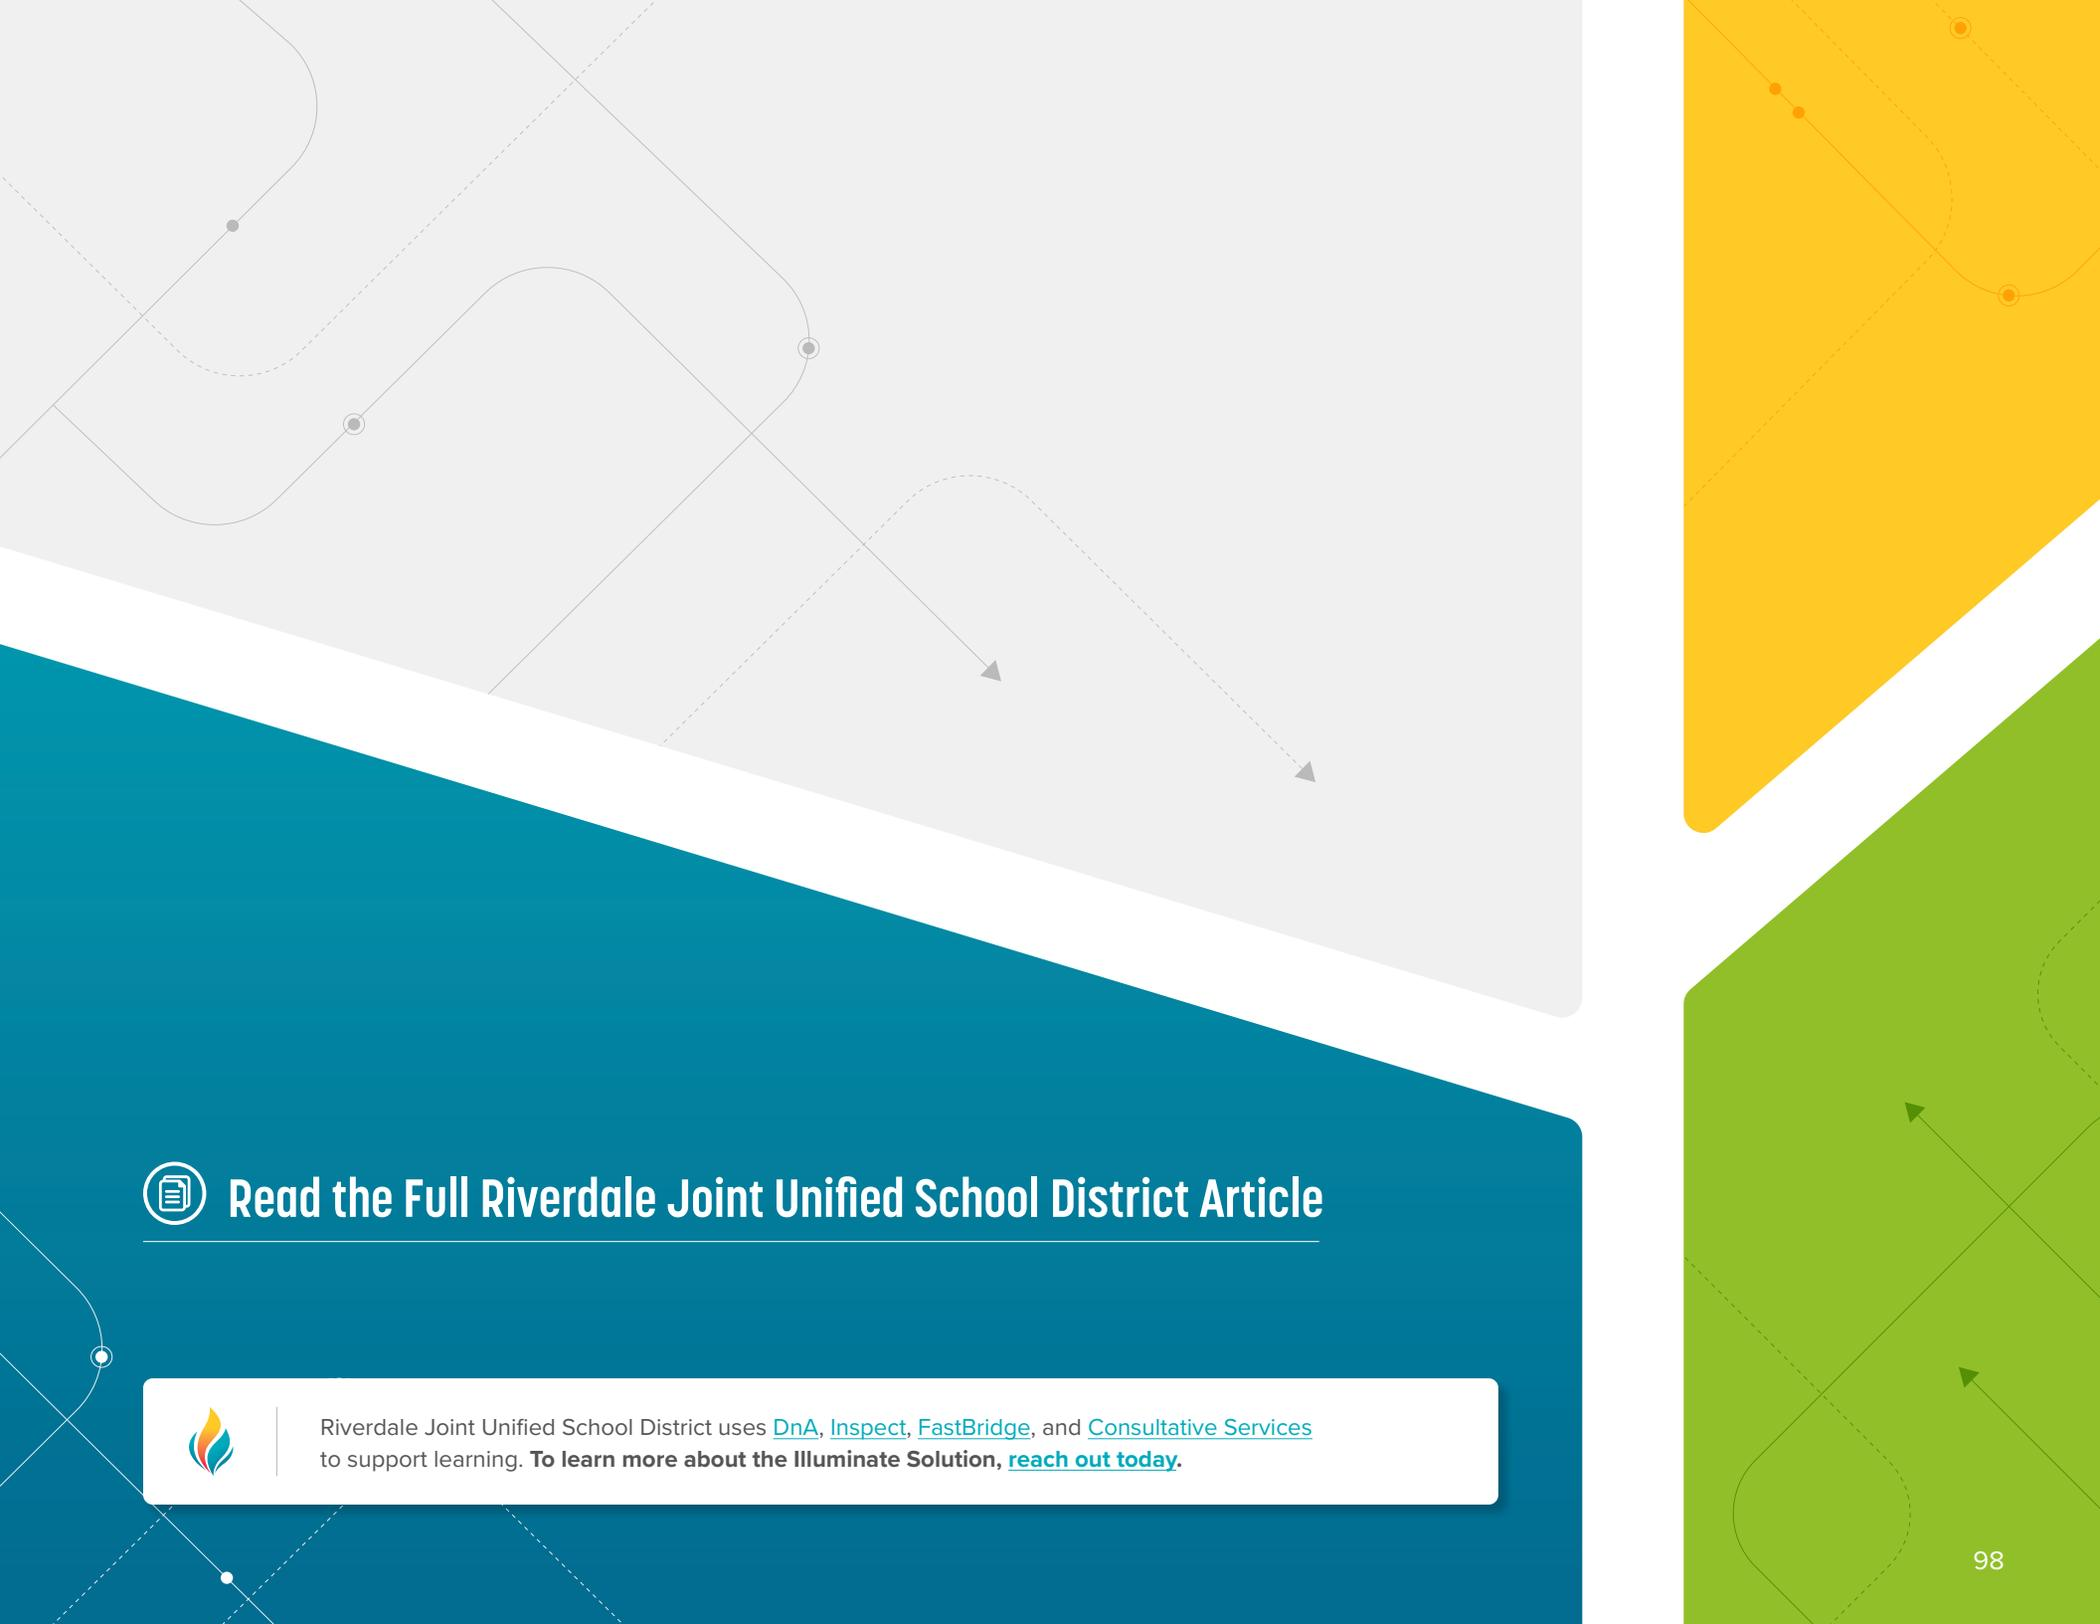 Read the Full Riverdale Joint Unified School District Article
Riverdale Joint Unified School District uses DnA, Inspect, FastBridge, and Consultative Services
to support learning. To learn more about the Illuminate Solution, reach out today.
98